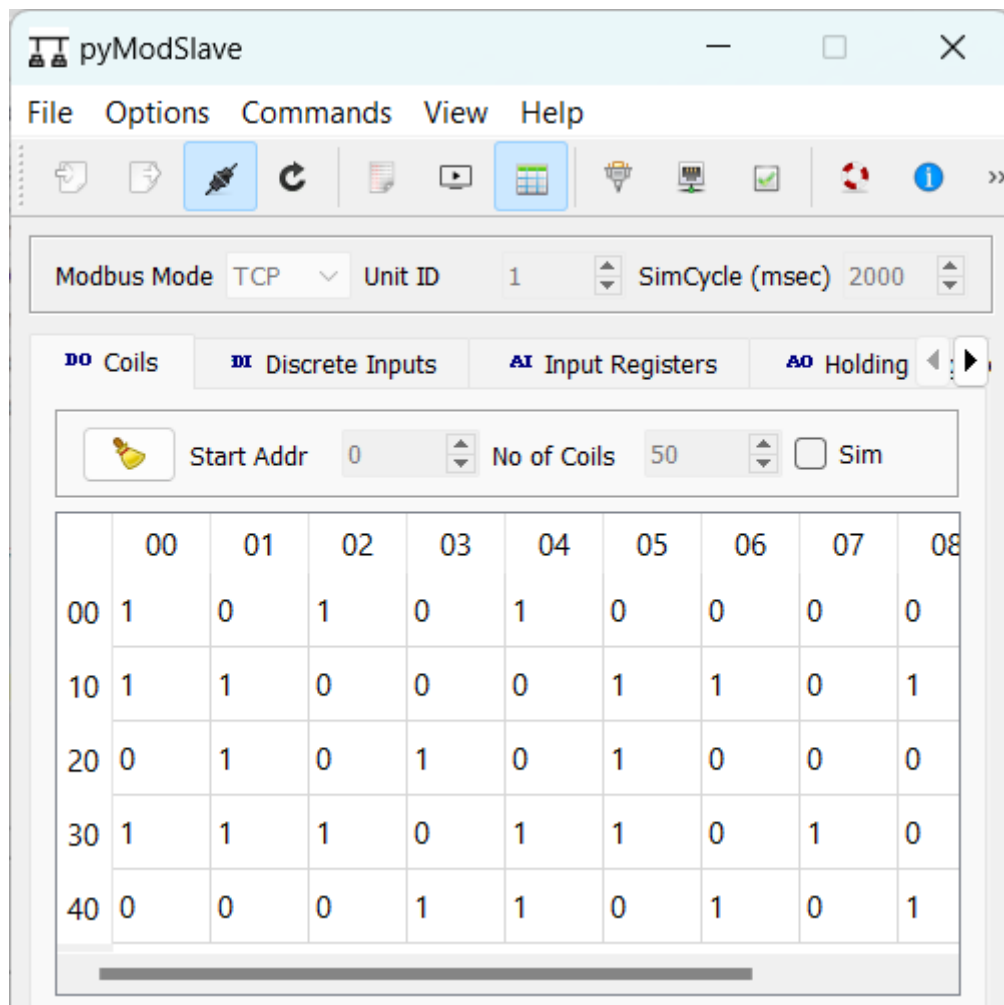 pyModSlave
File Options Commands View Help
Modbus Mode TCP Unit ID 1 SimCycle (msec) 2000
DO Coils DI Discrete Inputs AI Input Registers AO Holding
Start Addr 0 No of Coils 50 Sim
00 01 02 03 04 05 06 07 08
00 1 0 1 0 1 0 0 0 0
10 1 1 0 0 0 1 1 0 1
20 0 1 0 1 0 1 0 0 0
30 1 1 1 0 1 1 0 1 0
40 0 0 0 1 1 0 1 0 1